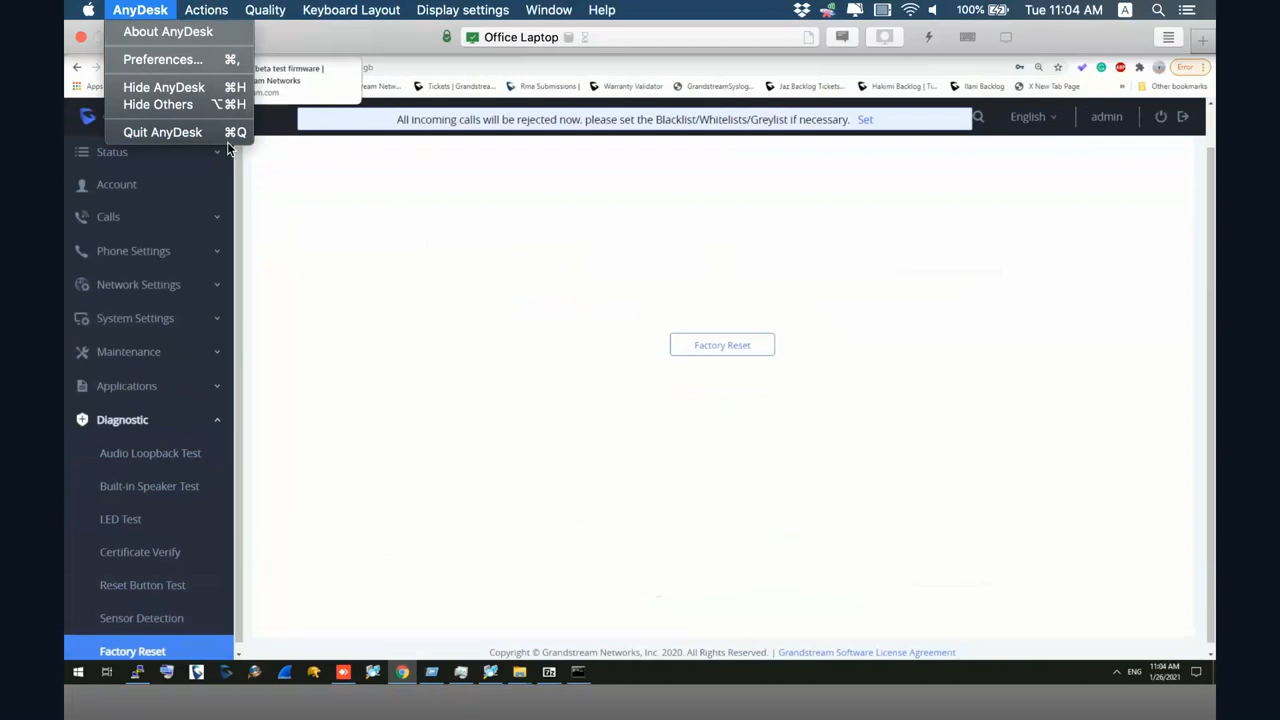 AnyDesk Actions Quality Keyboard Layout Display settings Window Help 100% Tue 11:04 AM A
About AnyDesk
Preferences... ⌘,
Hide AnyDesk ⌘H
Hide Others ⌥⌘H
Quit AnyDesk ⌘Q
Office Laptop
beta test firmware | gb
Error
Apps
Networks
.com
Tickets | Grandstrea...
Rma Submissions |
Warranty Validator
GrandstreamSyslog...
Jaz Backlog Tickets...
Hakimi Backlog | ...
Ilani Backlog
X New Tab Page
Other bookmarks
All incoming calls will be rejected now, please set the Blacklist/Whitelists/Greylist if necessary. Set
English
admin
Status
Account
Calls
Phone Settings
Network Settings
System Settings
Maintenance
Applications
Diagnostic
Audio Loopback Test
Built-in Speaker Test
LED Test
Certificate Verify
Reset Button Test
Sensor Detection
Factory Reset
Factory Reset
Copyright © Grandstream Networks, Inc. 2020. All Rights Reserved. | Grandstream Software License Agreement
ENG
11:04 AM
1/26/2021